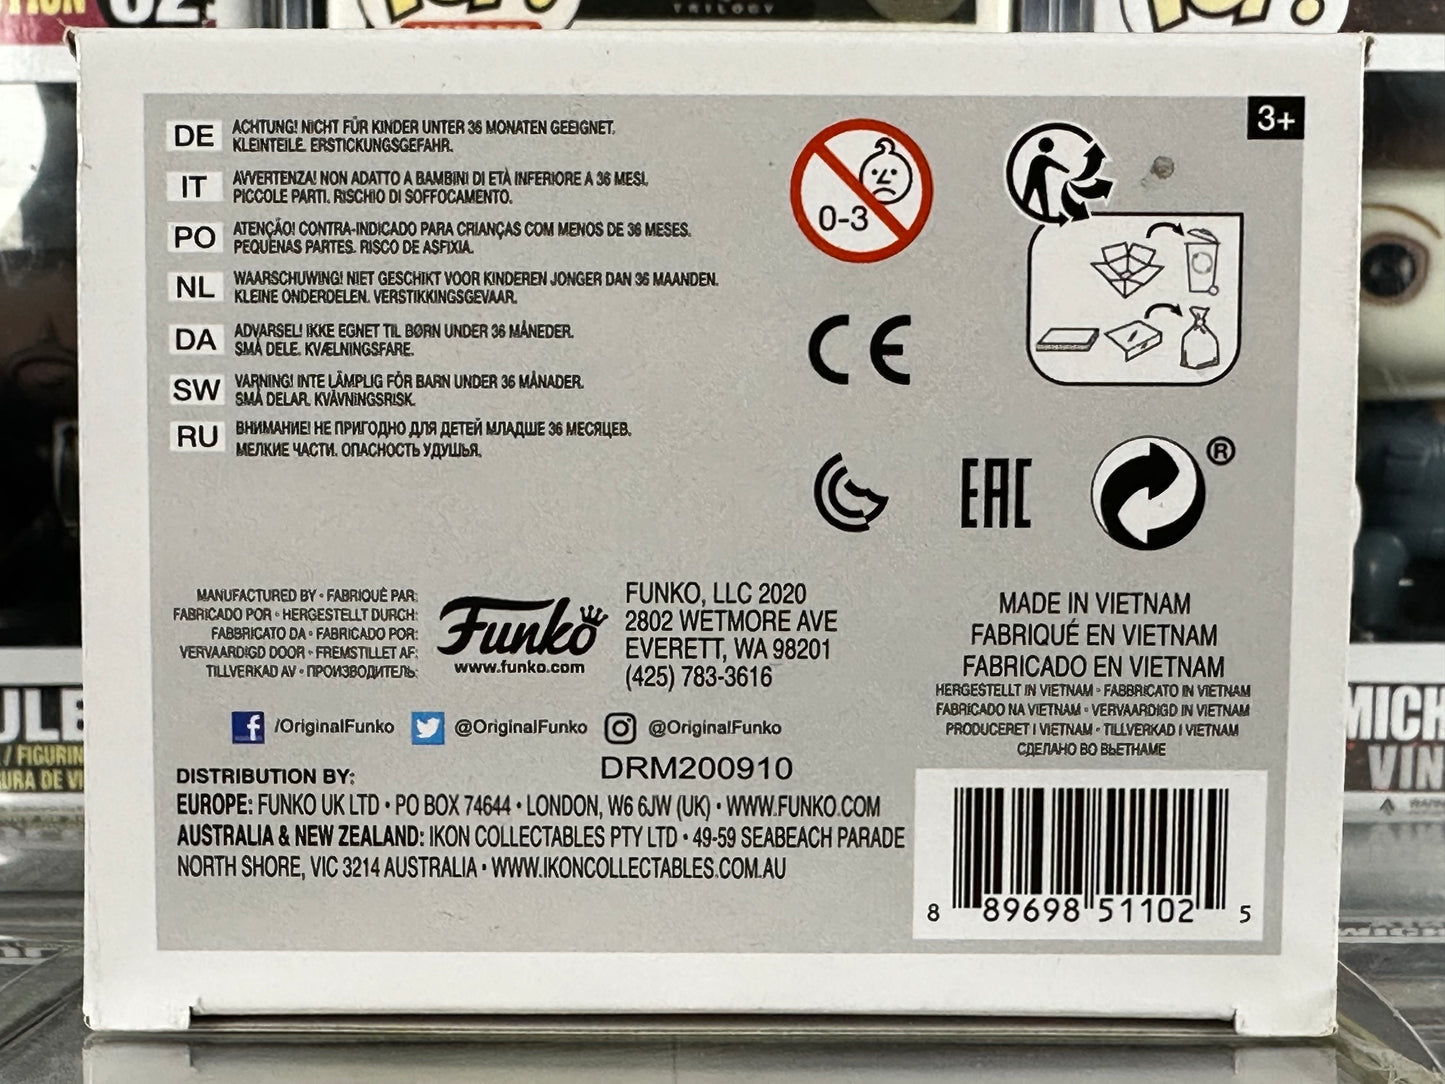 TRILOGY
3+
DE ACHTUNG! NICHT FÜR KINDER UNTER 36 MONATEN GEEIGNET.
KLEINTEILE. ERSTICKUNGSGEFAHR.
IT AVVERTENZA! NON ADATTO A BAMBINI DI ETÀ INFERIORE A 36 MESI.
PICCOLE PARTI. RISCHIO DI SOFFOCAMENTO.
PO ATENÇÃO! CONTRA-INDICADO PARA CRIANÇAS COM MENOS DE 36 MESES.
PEQUENAS PARTES. RISCO DE ASFIXIA.
NL WAARSCHUWING! NIET GESCHIKT VOOR KINDEREN JONGER DAN 36 MAANDEN.
KLEINE ONDERDELEN. VERSTIKKINGSGEVAAR.
DA ADVARSEL! IKKE EGNET TIL BØRN UNDER 36 MÅNEDER.
SMÅ DELE. KVÆLNINGSFARE.
SW VARNING! INTE LÄMPLIG FÖR BARN UNDER 36 MÅNADER.
SMÅ DELAR. KVÄVNINGSRISK.
RU ВНИМАНИЕ! НЕ ПРИГОДНО ДЛЯ ДЕТЕЙ МЛАДШЕ 36 МЕСЯЦЕВ.
МЕЛКИЕ ЧАСТИ. ОПАСНОСТЬ УДУШЬЯ.
0-3
CE
EAC
®
MANUFACTURED BY • FABRIQUÉ PAR:
FABRICADO POR • HERGESTELLT DURCH:
FABBRICATO DA • FABRICADO POR:
VERVAARDIGD DOOR • FREMSTILLET AF:
TILLVERKAD AV • ПРОИЗВОДИТЕЛЬ:
Funko
www.funko.com
FUNKO, LLC 2020
2802 WETMORE AVE
EVERETT, WA 98201
(425) 783-3616
MADE IN VIETNAM
FABRIQUÉ EN VIETNAM
FABRICADO EN VIETNAM
HERGESTELLT IN VIETNAM • FABBRICATO IN VIETNAM
FABRICADO NA VIETNAM • VERVAARDIGD IN VIETNAM
PRODUCERET I VIETNAM • TILLVERKAD I VIETNAM
СДЕЛАНО ВО ВЬЕТНАМЕ
/OriginalFunko @OriginalFunko @OriginalFunko
DRM200910
DISTRIBUTION BY:
EUROPE: FUNKO UK LTD • PO BOX 74644 • LONDON, W6 6JW (UK) • WWW.FUNKO.COM
AUSTRALIA & NEW ZEALAND: IKON COLLECTABLES PTY LTD • 49-59 SEABEACH PARADE
NORTH SHORE, VIC 3214 AUSTRALIA • WWW.IKONCOLLECTABLES.COM.AU
8 89698 51102 5